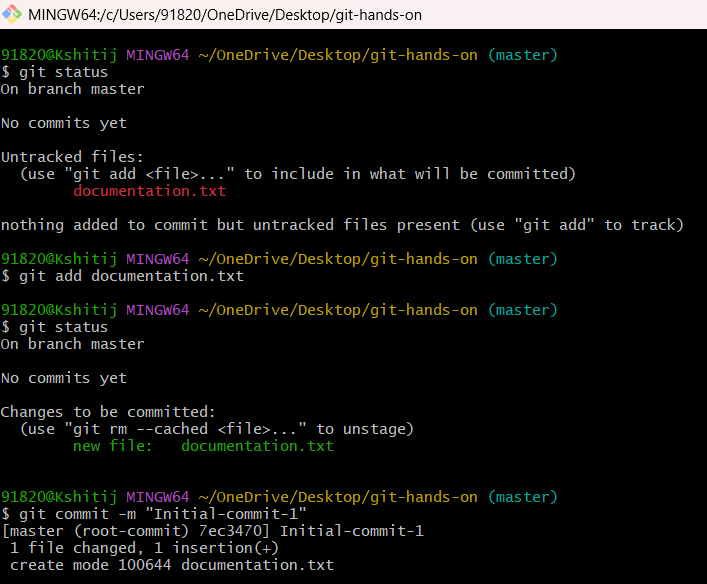 MINGW64:/c/Users/91820/OneDrive/Desktop/git-hands-on
91820@Kshitij MINGW64 ~/OneDrive/Desktop/git-hands-on (master)
$ git status
On branch master
No commits yet
Untracked files:
  (use "git add <file>..." to include in what will be committed)
        documentation.txt
nothing added to commit but untracked files present (use "git add" to track)
91820@Kshitij MINGW64 ~/OneDrive/Desktop/git-hands-on (master)
$ git add documentation.txt
91820@Kshitij MINGW64 ~/OneDrive/Desktop/git-hands-on (master)
$ git status
On branch master
No commits yet
Changes to be committed:
  (use "git rm --cached <file>..." to unstage)
        new file:   documentation.txt
91820@Kshitij MINGW64 ~/OneDrive/Desktop/git-hands-on (master)
$ git commit -m "Initial-commit-1"
[master (root-commit) 7ec3470] Initial-commit-1
 1 file changed, 1 insertion(+)
 create mode 100644 documentation.txt